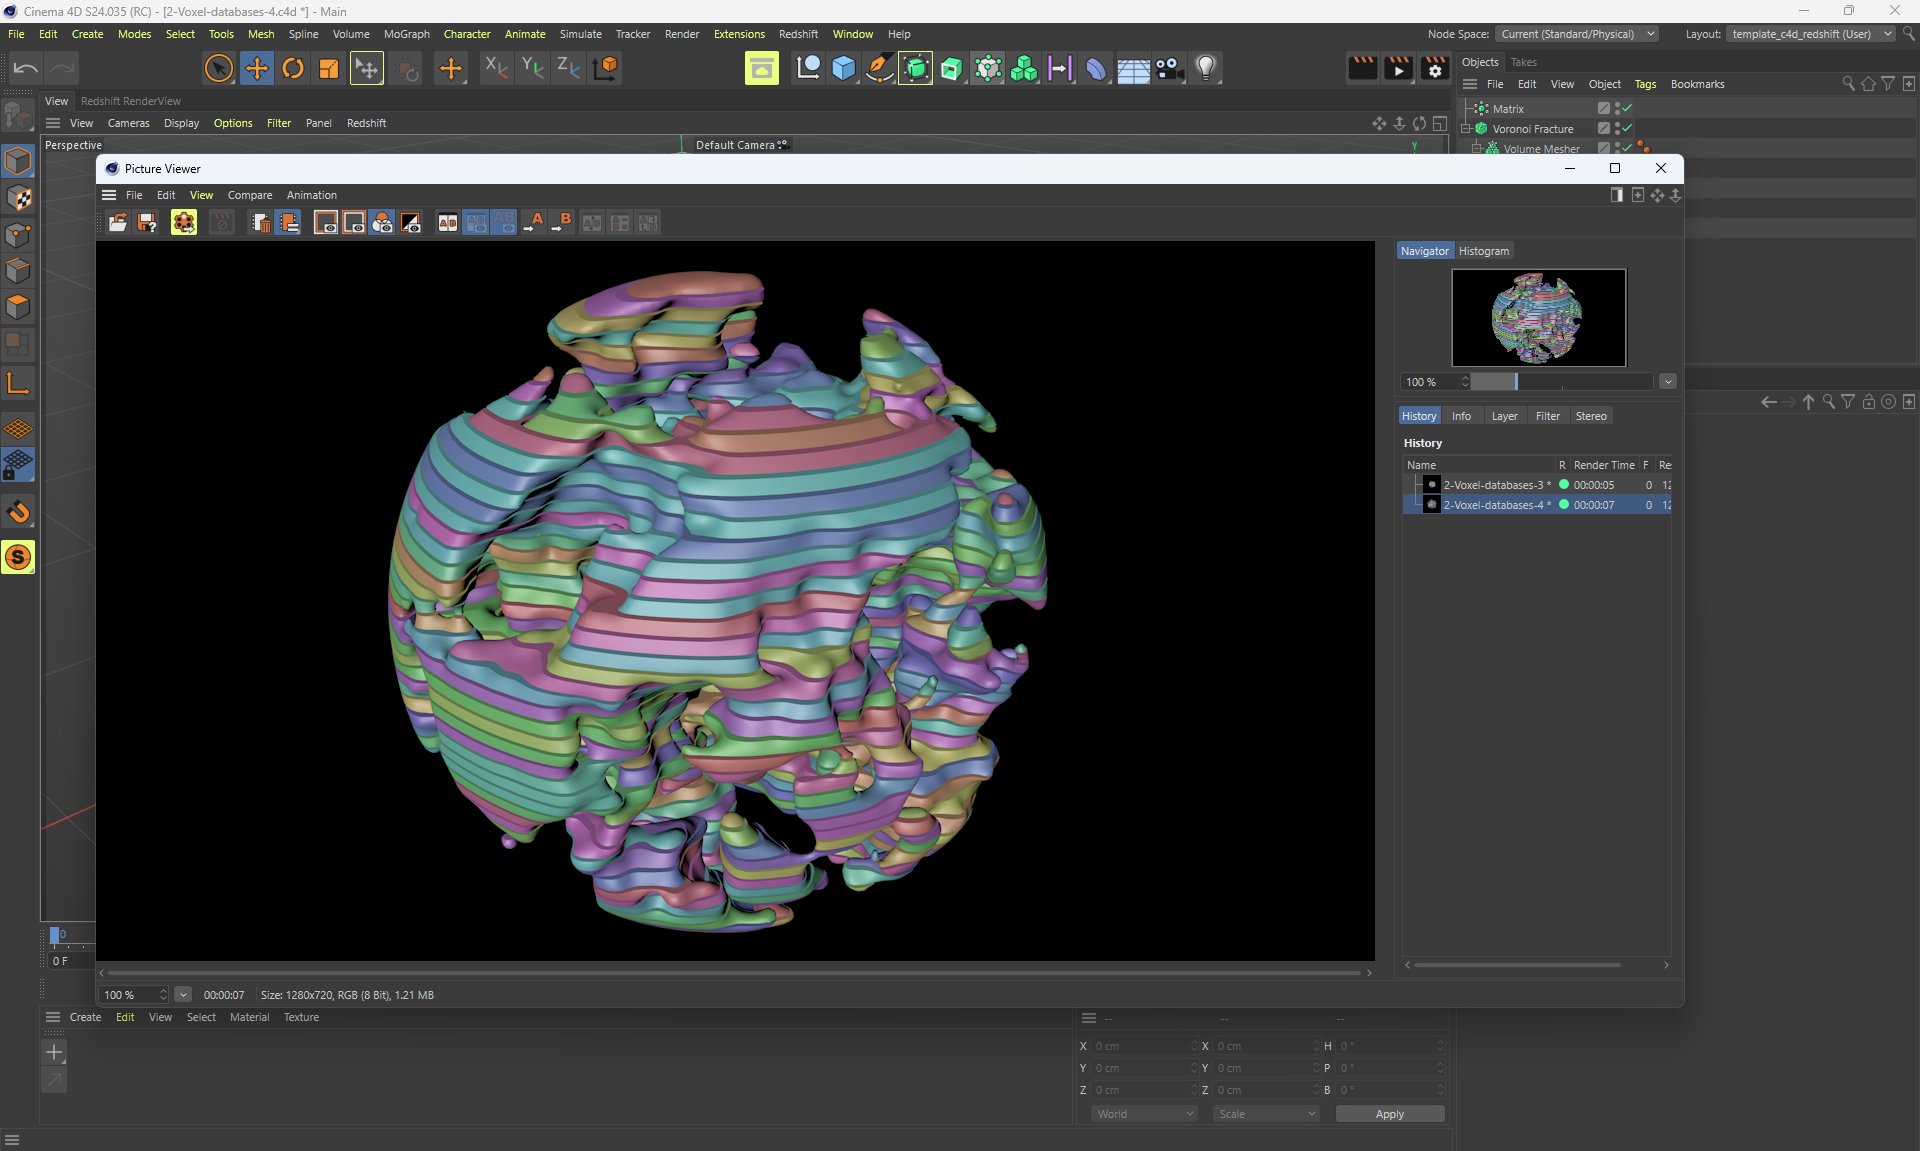 Cinema 4D S24.035 (RC) - [2-Voxel-databases-4.c4d *] - Main
File Edit Create Modes Select Tools Mesh Spline Volume MoGraph Character Animate Simulate Tracker Render Extensions Redshift Window Help
Node Space: Current (Standard/Physical) Layout: template_c4d_redshift (User)
X Y Z
Objects Takes
File Edit View Object Tags Bookmarks
View Redshift RenderView
View Cameras Display Options Filter Panel Redshift
Perspective
Default Camera
Y
Matrix
Voronoi Fracture
Volume Mesher
Picture Viewer
File Edit View Compare Animation
A B
Navigator Histogram
100 %
History Info Layer Filter Stereo
History
Name R Render Time F Re
2-Voxel-databases-3 * 00:00:05 0 12
2-Voxel-databases-4 * 00:00:07 0 12
S
0
0 F
100 % 00:00:07 Size: 1280x720, RGB (8 Bit), 1.21 MB
Create Edit View Select Material Texture
-- -- --
X 0 cm X 0 cm H 0 °
Y 0 cm Y 0 cm P 0 °
Z 0 cm Z 0 cm B 0 °
World Scale Apply